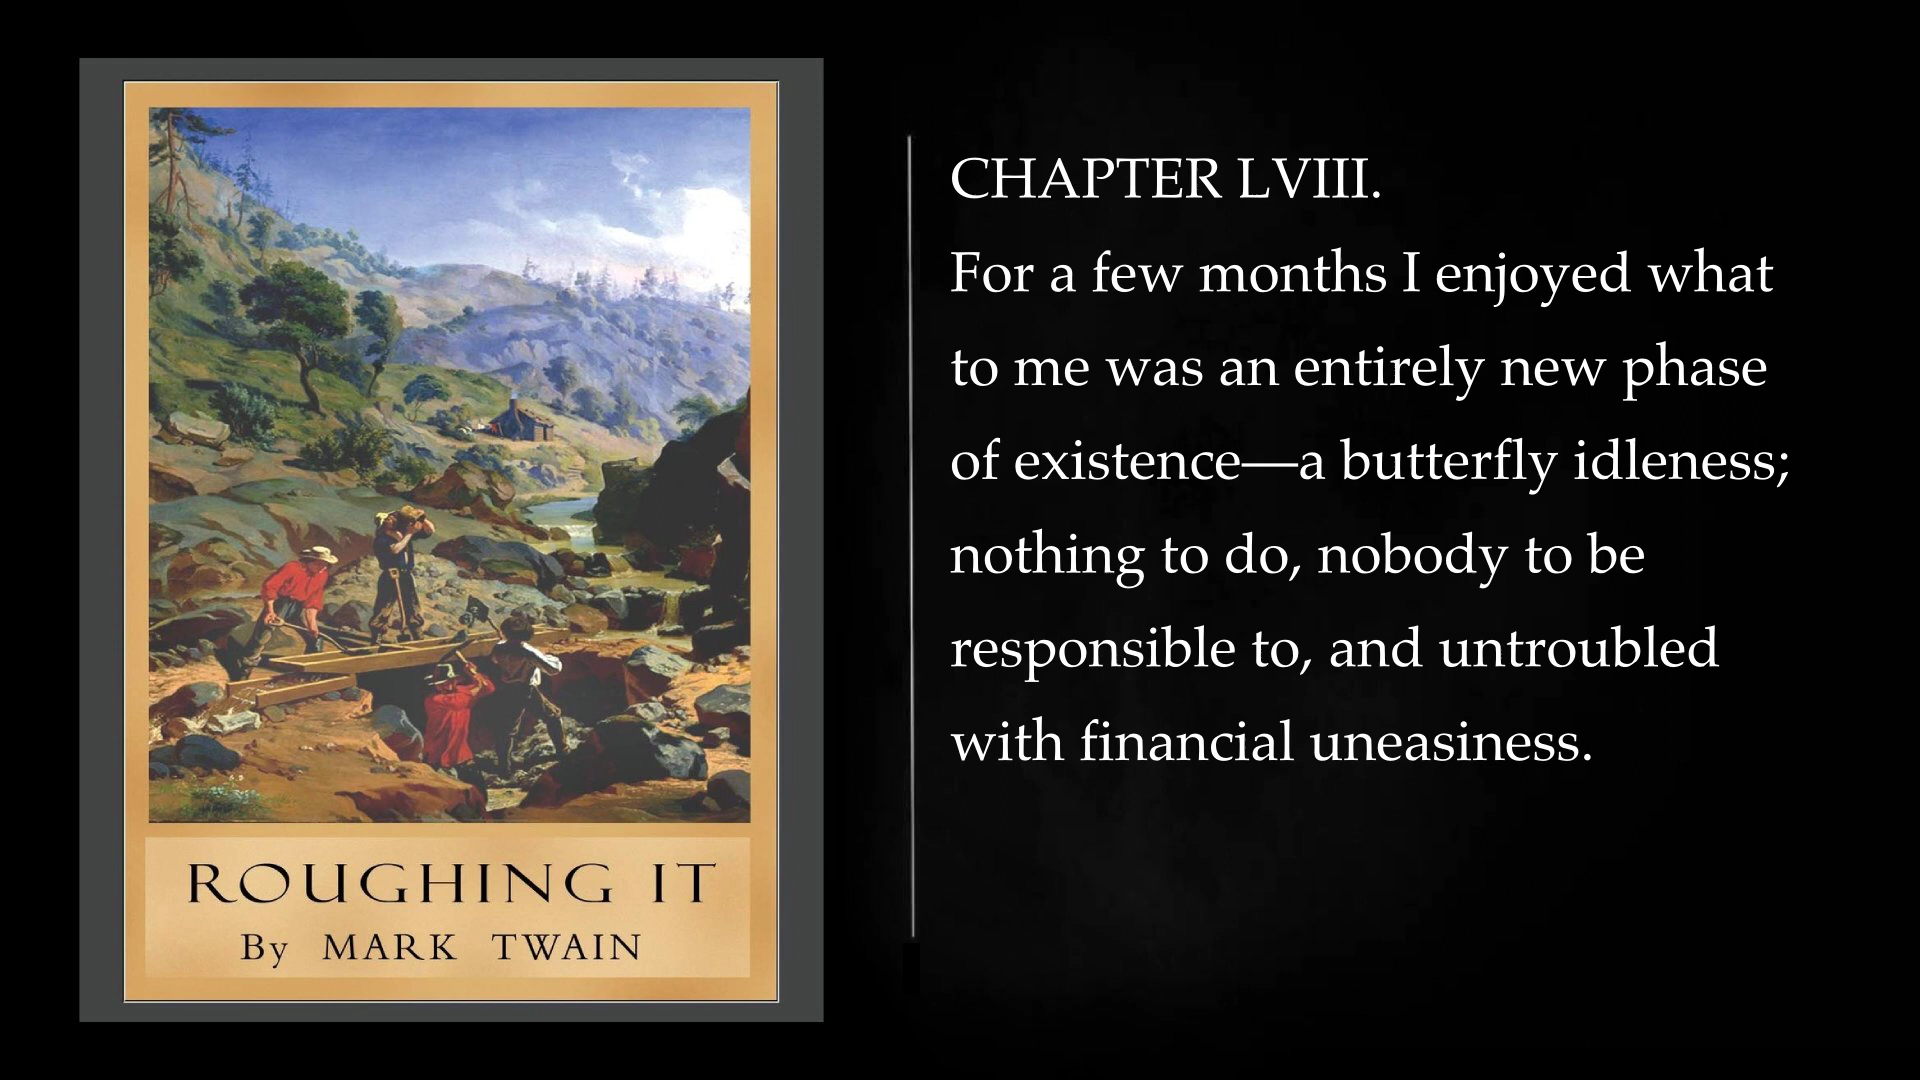 ROUGHING IT
By MARK TWAIN
CHAPTER LVIII.
For a few months I enjoyed what
to me was an entirely new phase
of existence—a butterfly idleness;
nothing to do, nobody to be
responsible to, and untroubled
with financial uneasiness.